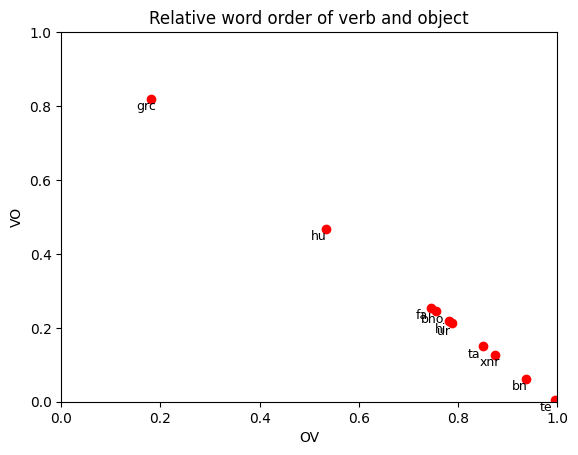 Relative word order of verb and object
1.0
0.8
grc
0.6
VO
hu
0.4
fa
bho
hi
ur
0.2
ta
xnr
bn
te
0.0
0.0 0.2 0.4 0.6 0.8 1.0
OV